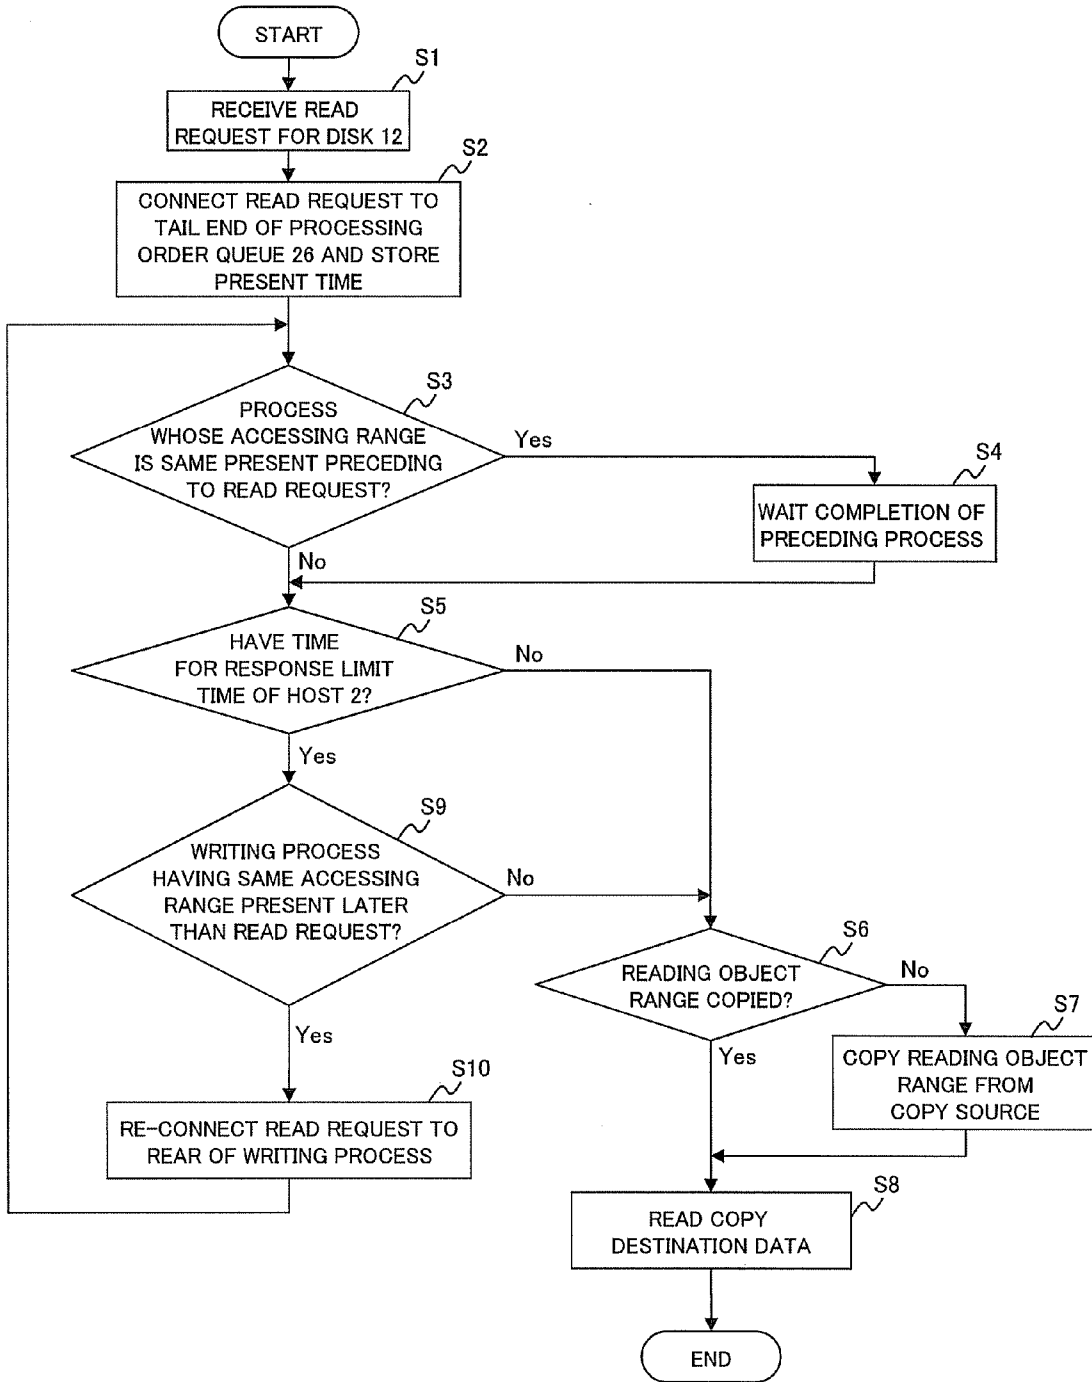 START
S1
RECEIVE READ
REQUEST FOR DISK 12
S2
CONNECT READ REQUEST TO
TAIL END OF PROCESSING
ORDER QUEUE 26 AND STORE
PRESENT TIME
S3
PROCESS
WHOSE ACCESSING RANGE
IS SAME PRESENT PRECEDING
TO READ REQUEST?
Yes
S4
WAIT COMPLETION OF
PRECEDING PROCESS
No
S5
HAVE TIME
FOR RESPONSE LIMIT
TIME OF HOST 2?
No
Yes
S9
WRITING PROCESS
HAVING SAME ACCESSING
RANGE PRESENT LATER
THAN READ REQUEST?
No
S6
READING OBJECT
RANGE COPIED?
No
Yes
Yes
S7
COPY READING OBJECT
RANGE FROM
COPY SOURCE
S10
RE-CONNECT READ REQUEST TO
REAR OF WRITING PROCESS
S8
READ COPY
DESTINATION DATA
END